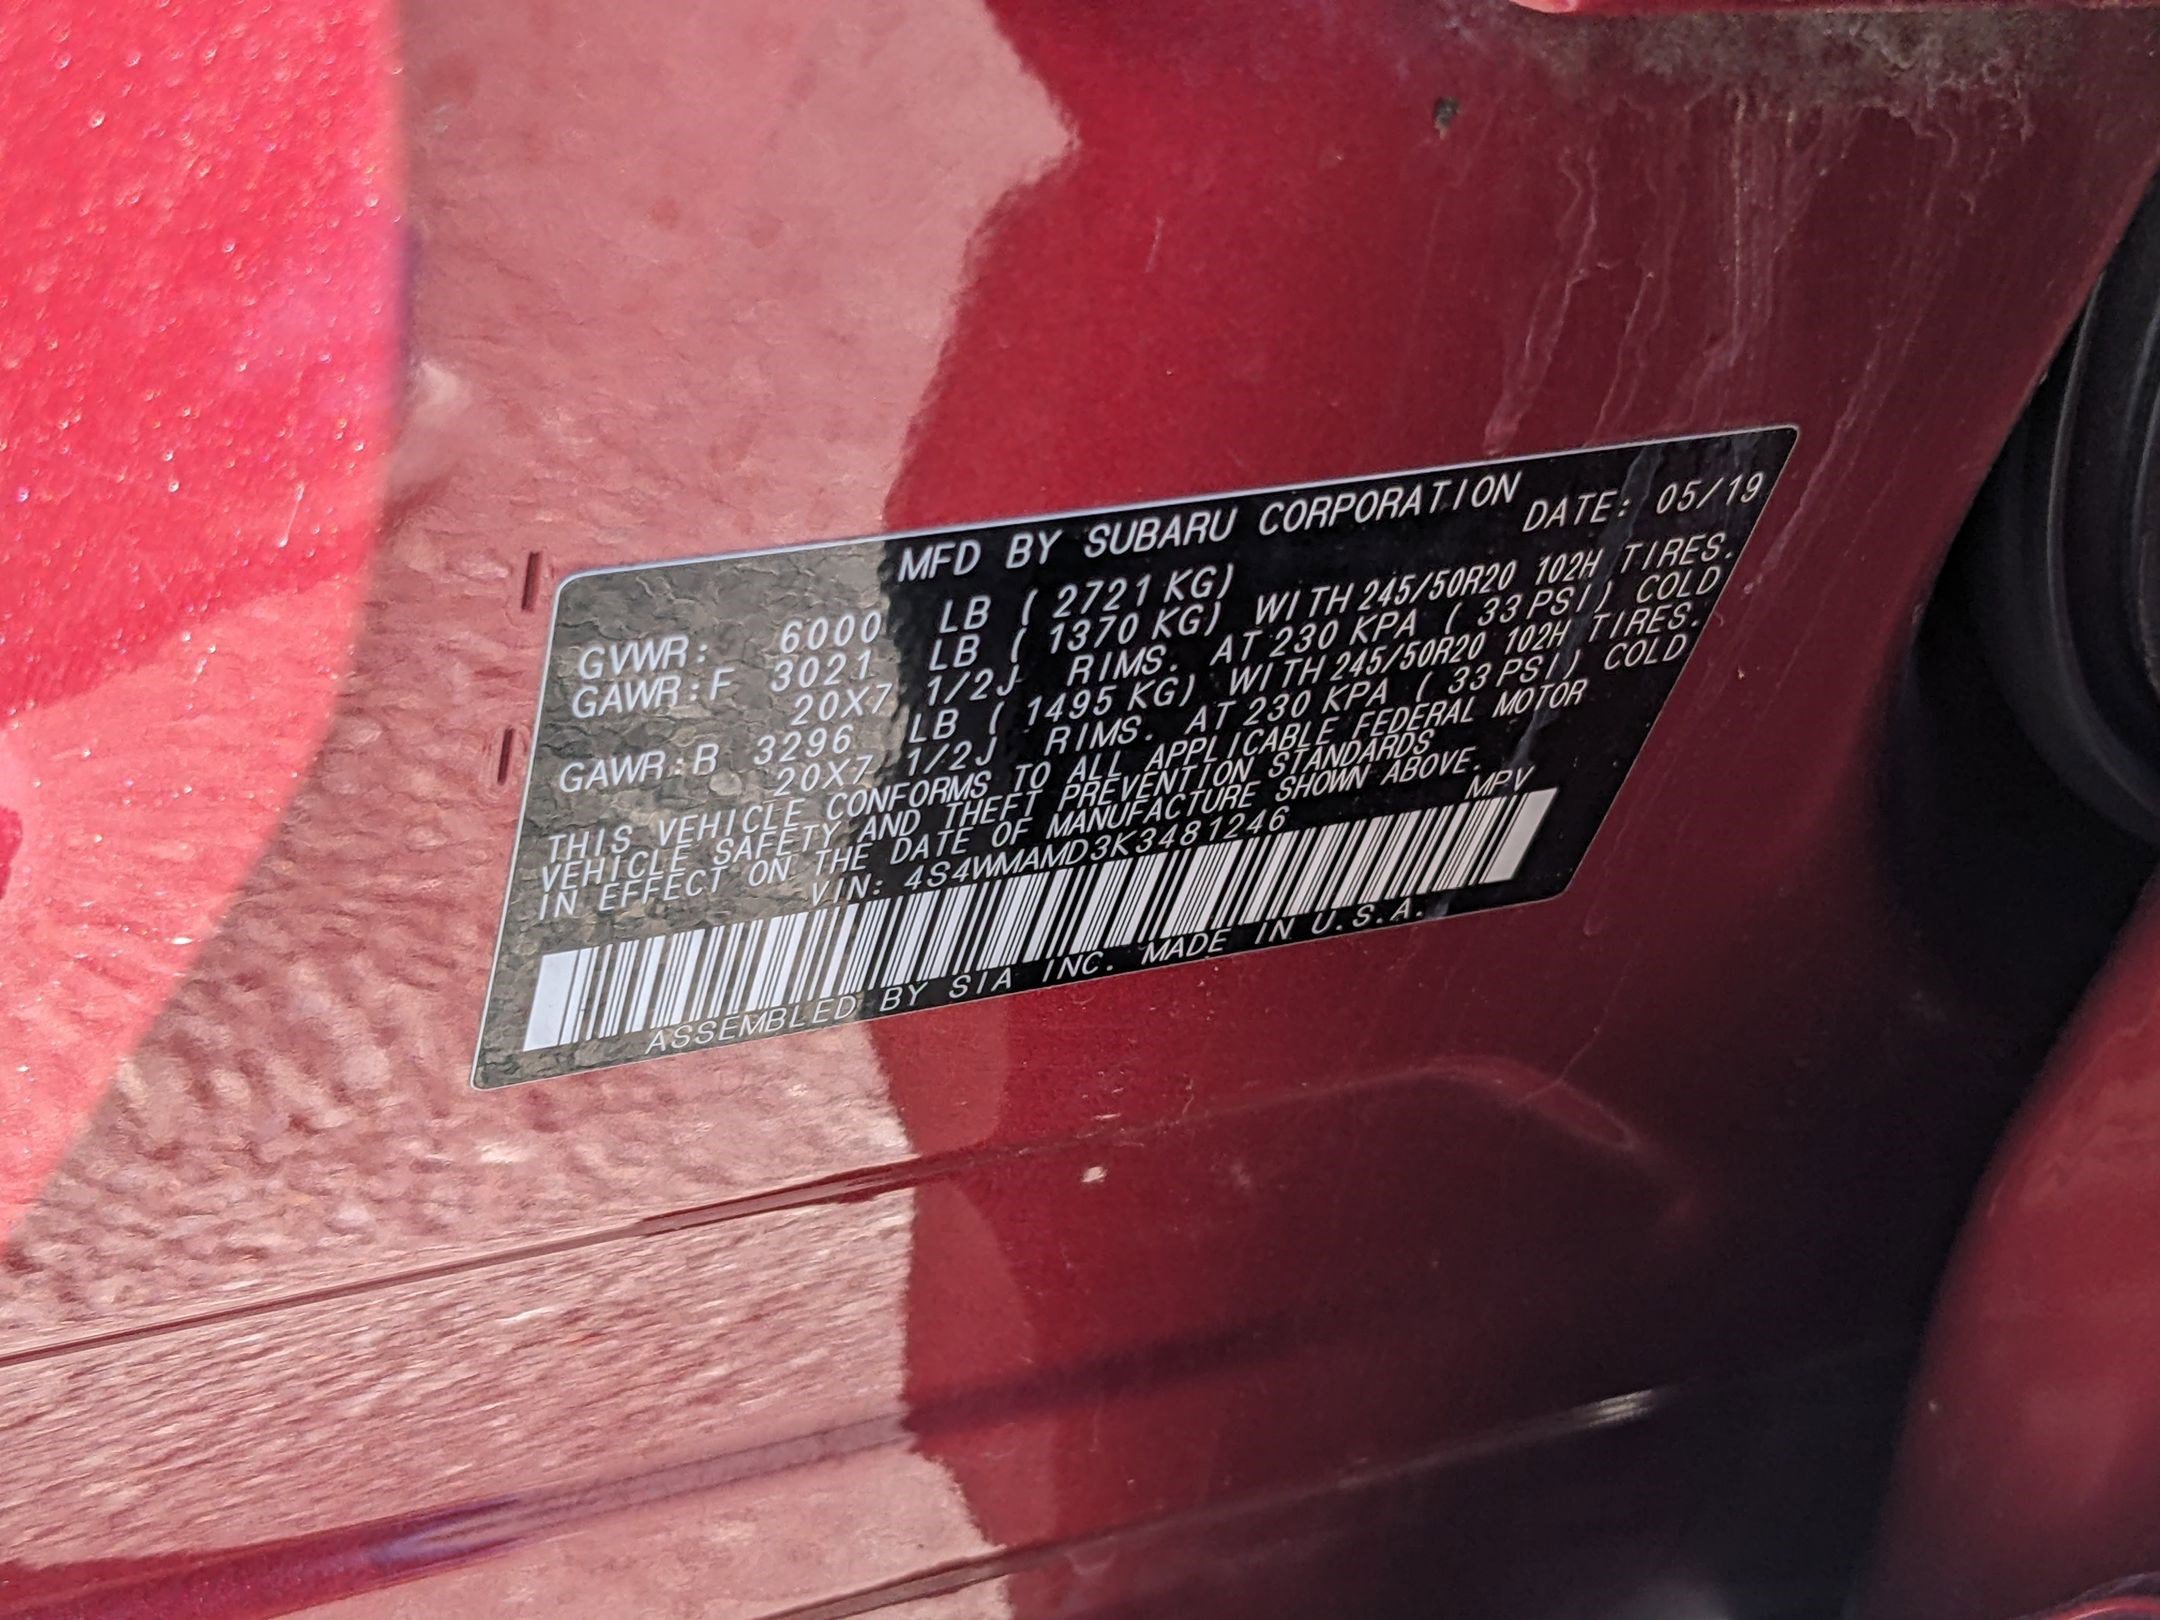 MFD BY SUBARU CORPORATION
DATE: 05/19
GVWR: 6000 LB ( 2721 KG)
GAWR:F 3021 LB ( 1370 KG) WITH 245/50R20 102H TIRES.
20X7 1/2J RIMS. AT 230 KPA ( 33 PSI) COLD
GAWR:R 3296 LB ( 1495 KG) WITH 245/50R20 102H TIRES.
20X7 1/2J RIMS. AT 230 KPA ( 33 PSI) COLD
THIS VEHICLE CONFORMS TO ALL APPLICABLE FEDERAL MOTOR
VEHICLE SAFETY AND THEFT PREVENTION STANDARDS
IN EFFECT ON THE DATE OF MANUFACTURE SHOWN ABOVE.
VIN: 4S4WMAMD3K3481246 MPV
ASSEMBLED BY SIA INC. MADE IN U.S.A.